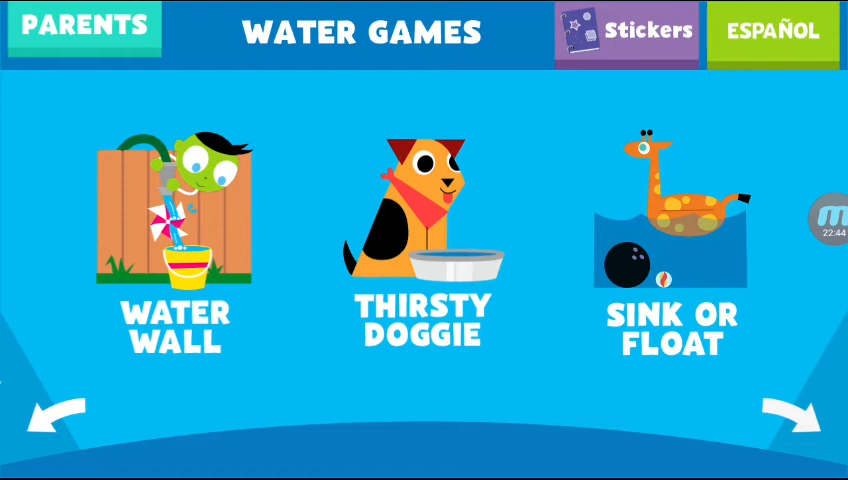 PARENTS
WATER GAMES
Stickers
ESPAÑOL
WATER
WALL
THIRSTY
DOGGIE
SINK OR
FLOAT
22:44